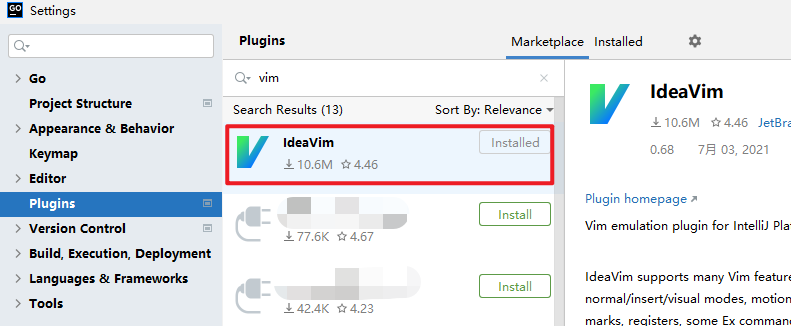 GO
Settings
Plugins
Marketplace Installed
vim
Search Results (13) Sort By: Relevance
IdeaVim
Installed
10.6M 4.46
Install
77.6K 4.67
Install
42.4K 4.23
Go
Project Structure
Appearance & Behavior
Keymap
Editor
Plugins
Version Control
Build, Execution, Deployment
Languages & Frameworks
Tools
IdeaVim
10.6M 4.46 JetBra
0.68 7月 03, 2021
Plugin homepage
Vim emulation plugin for IntelliJ Pla
IdeaVim supports many Vim feature
normal/insert/visual modes, motion
marks, registers, some Ex comman